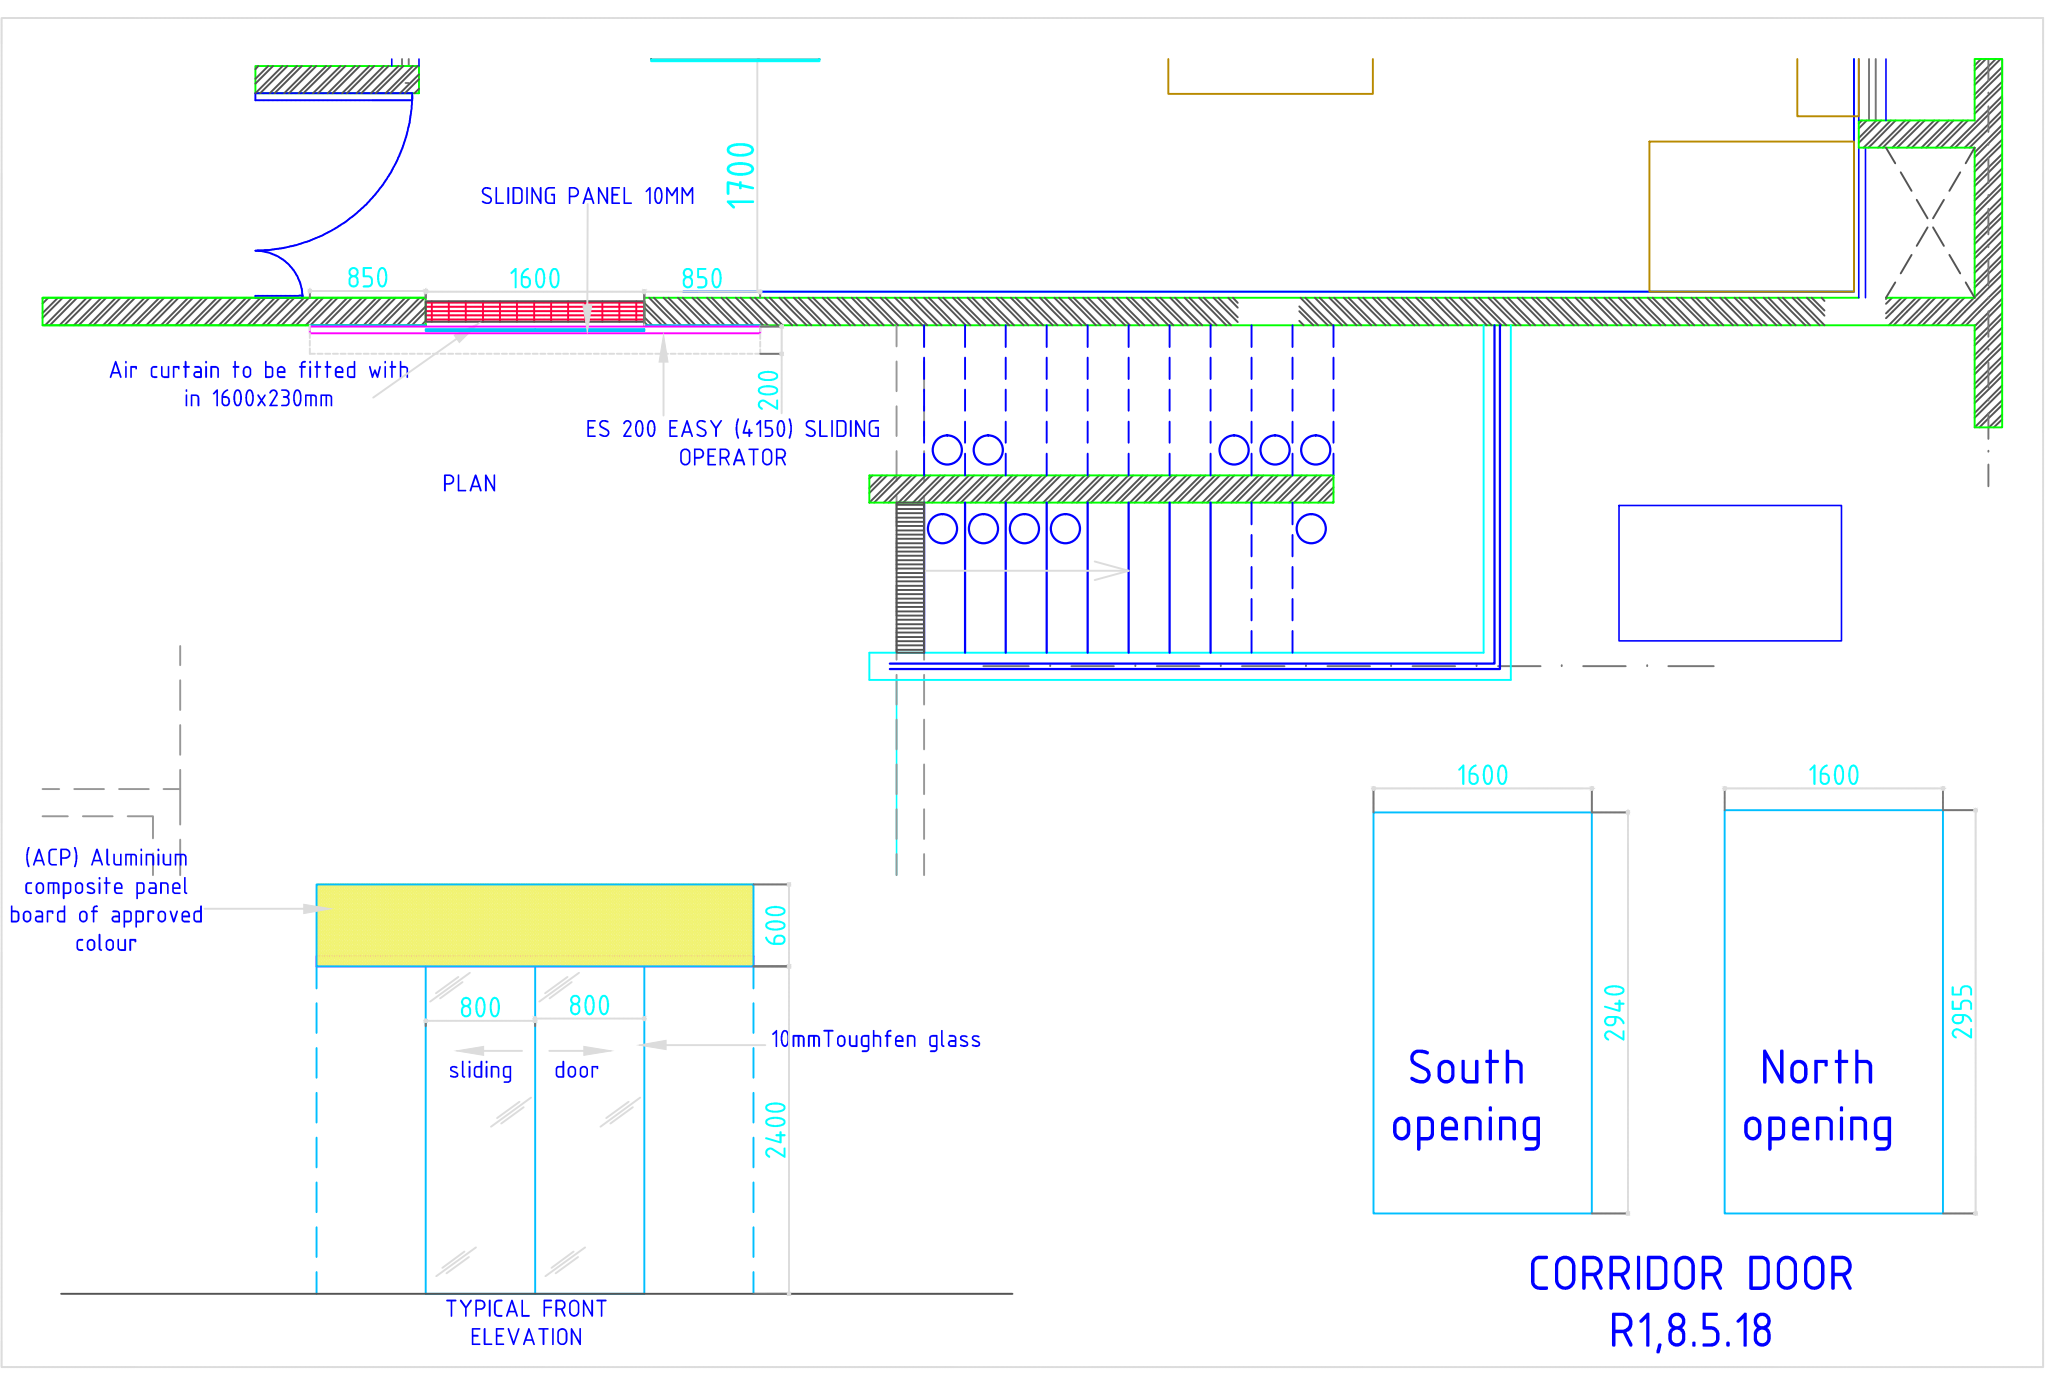 1700
SLIDING PANEL 10MM
850
1600
850
Air curtain to be fitted with
in 1600x230mm
200
ES 200 EASY (4150) SLIDING
OPERATOR
PLAN
1600
1600
(ACP) Aluminium
composite panel
board of approved
colour
600
800
800
10mmToughfen glass
sliding
door
2400
2940
2955
South
opening
North
opening
TYPICAL FRONT
ELEVATION
CORRIDOR DOOR
R1,8.5.18